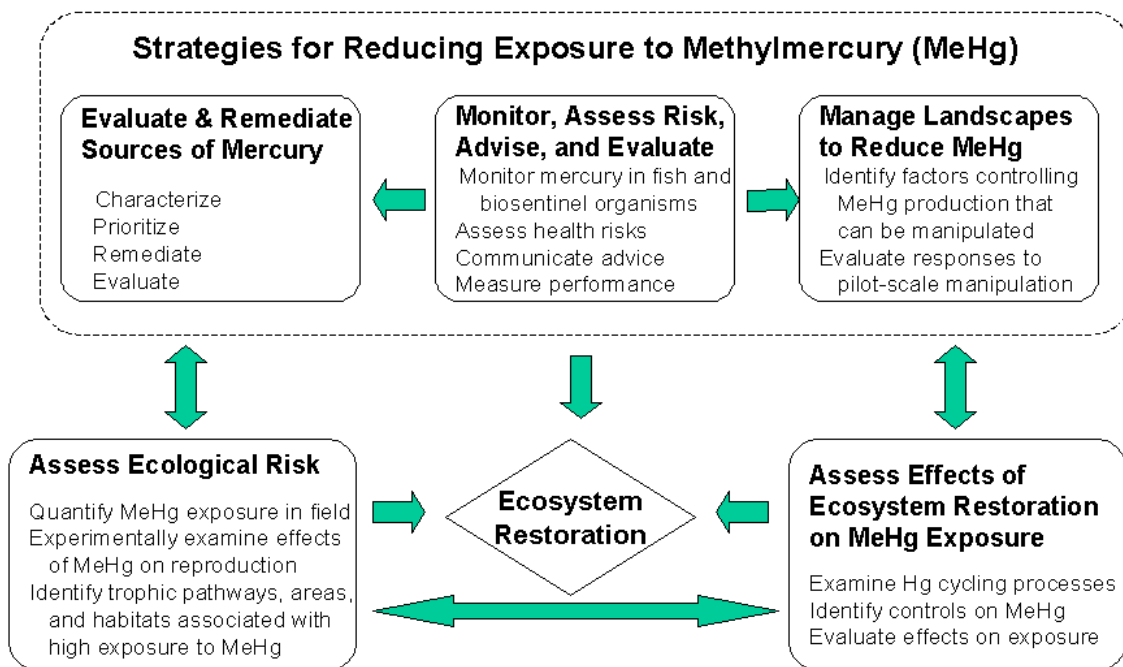 Strategies for Reducing Exposure to Methylmercury (MeHg)
Evaluate & Remediate
Sources of Mercury
Characterize
Prioritize
Remediate
Evaluate
Monitor, Assess Risk,
Advise, and Evaluate
Monitor mercury in fish and
biosentinel organisms
Assess health risks
Communicate advice
Measure performance
Manage Landscapes
to Reduce MeHg
Identify factors controlling
MeHg production that
can be manipulated
Evaluate responses to
pilot-scale manipulation
Assess Ecological Risk
Quantify MeHg exposure in field
Experimentally examine effects
of MeHg on reproduction
Identify trophic pathways, areas,
and habitats associated with
high exposure to MeHg
Ecosystem
Restoration
Assess Effects of
Ecosystem Restoration
on MeHg Exposure
Examine Hg cycling processes
Identify controls on MeHg
Evaluate effects on exposure